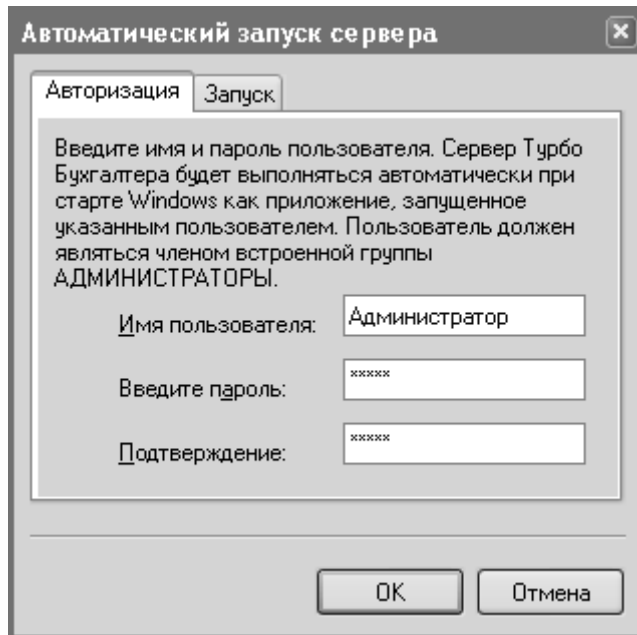 Автоматический запуск сервера
Авторизация Запуск
Введите имя и пароль пользователя. Сервер Турбо
Бухгалтера будет выполняться автоматически при
старте Windows как приложение, запущенное
указанным пользователем. Пользователь должен
являться членом встроенной группы
АДМИНИСТРАТОРЫ.
Имя пользователя: Администратор
Введите пароль: xxxxx
Подтверждение: xxxxx
OK Отмена